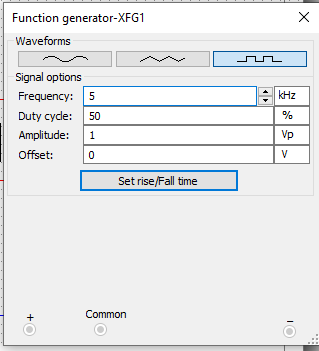 Function generator-XFG1
Waveforms
Signal options
Frequency: 5 kHz
Duty cycle: 50 %
Amplitude: 1 Vp
Offset: 0 V
Set rise/Fall time
+ Common −